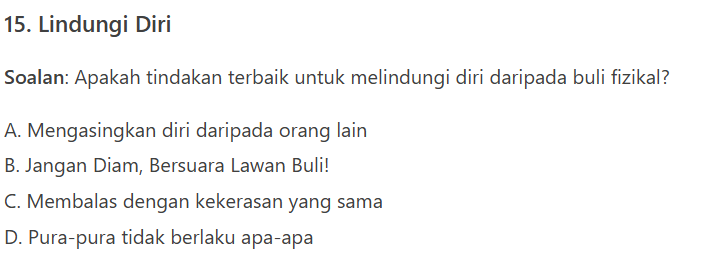 15. Lindungi Diri
Soalan: Apakah tindakan terbaik untuk melindungi diri daripada buli fizikal?
A. Mengasingkan diri daripada orang lain
B. Jangan Diam, Bersuara Lawan Buli!
C. Membalas dengan kekerasan yang sama
D. Pura-pura tidak berlaku apa-apa